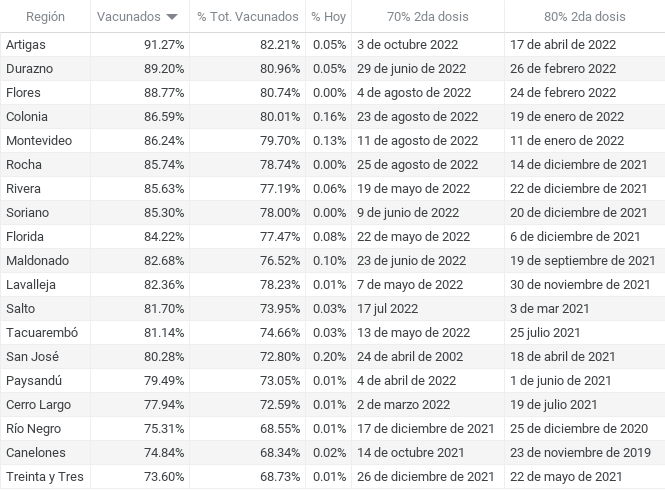 Región Vacunados % Tot. Vacunados % Hoy 70% 2da dosis 80% 2da dosis
Artigas 91.27% 82.21% 0.05% 3 de octubre 2022 17 de abril de 2022
Durazno 89.20% 80.96% 0.05% 29 de junio de 2022 26 de febrero 2022
Flores 88.77% 80.74% 0.00% 4 de agosto de 2022 24 de febrero 2022
Colonia 86.59% 80.01% 0.16% 23 de agosto de 2022 19 de enero de 2022
Montevideo 86.24% 79.70% 0.13% 11 de agosto de 2022 11 de enero de 2022
Rocha 85.74% 78.74% 0.00% 25 de agosto de 2022 14 de diciembre de 2021
Rivera 85.63% 77.19% 0.06% 19 de mayo de 2022 22 de diciembre de 2021
Soriano 85.30% 78.00% 0.00% 9 de junio de 2022 20 de diciembre de 2021
Florida 84.22% 77.47% 0.08% 22 de mayo de 2022 6 de diciembre de 2021
Maldonado 82.68% 76.52% 0.10% 23 de junio de 2022 19 de septiembre de 2021
Lavalleja 82.36% 78.23% 0.01% 7 de mayo de 2022 30 de noviembre de 2021
Salto 81.70% 73.95% 0.03% 17 jul 2022 3 de mar 2021
Tacuarembó 81.14% 74.66% 0.03% 13 de mayo de 2022 25 julio 2021
San José 80.28% 72.80% 0.20% 24 de abril de 2002 18 de abril de 2021
Paysandú 79.49% 73.05% 0.01% 4 de abril de 2022 1 de junio de 2021
Cerro Largo 77.94% 72.59% 0.01% 2 de marzo 2022 19 de julio 2021
Río Negro 75.31% 68.55% 0.01% 17 de diciembre de 2021 25 de diciembre de 2020
Canelones 74.84% 68.34% 0.02% 14 de octubre 2021 23 de noviembre de 2019
Treinta y Tres 73.60% 68.73% 0.01% 26 de diciembre de 2021 22 de mayo de 2021